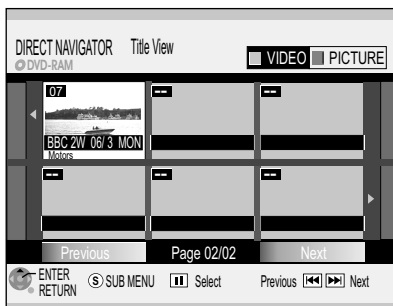 DIRECT NAVIGATOR Title View
DVD-RAM
VIDEO PICTURE
07 -- --
BBC 2W 06/ 3 MON
Motors
-- -- --
Previous Page 02/02 Next
ENTER
RETURN
S SUB MENU Select Previous Next